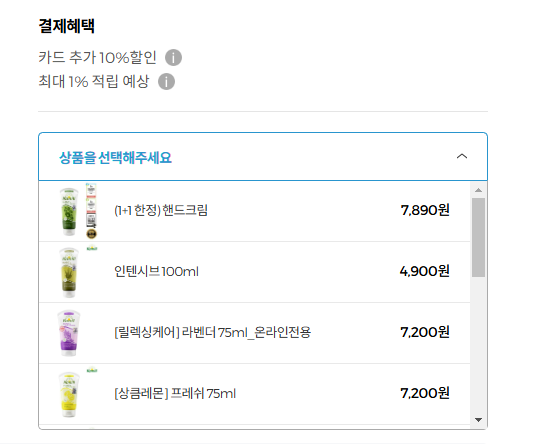 결제혜택
카드 추가 10%할인
최대 1% 적립 예상
상품을 선택해주세요
(1+1 한정) 핸드크림 7,890원
인텐시브 100ml 4,900원
[릴렉싱케어] 라벤더 75ml_온라인전용 7,200원
[상큼레몬] 프레쉬 75ml 7,200원